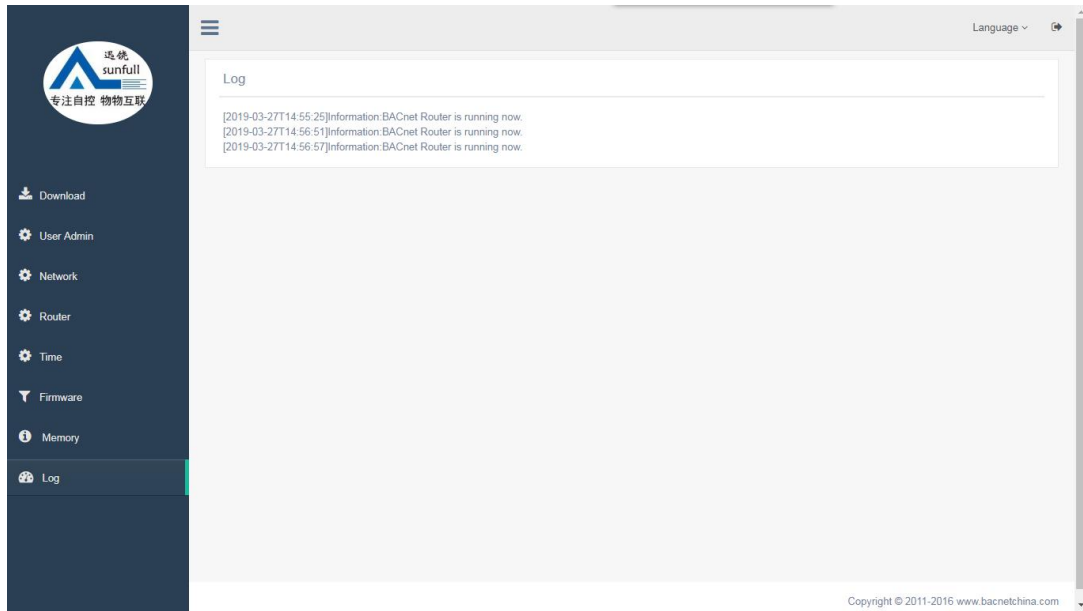 迅饶
sunfull
专注自控 物物互联
Download
User Admin
Network
Router
Time
Firmware
Memory
Log
Language
Log
[2019-03-27T14:55:25]Information:BACnet Router is running now.
[2019-03-27T14:56:51]Information:BACnet Router is running now.
[2019-03-27T14:56:57]Information:BACnet Router is running now.
Copyright © 2011-2016 www.bacnetchina.com